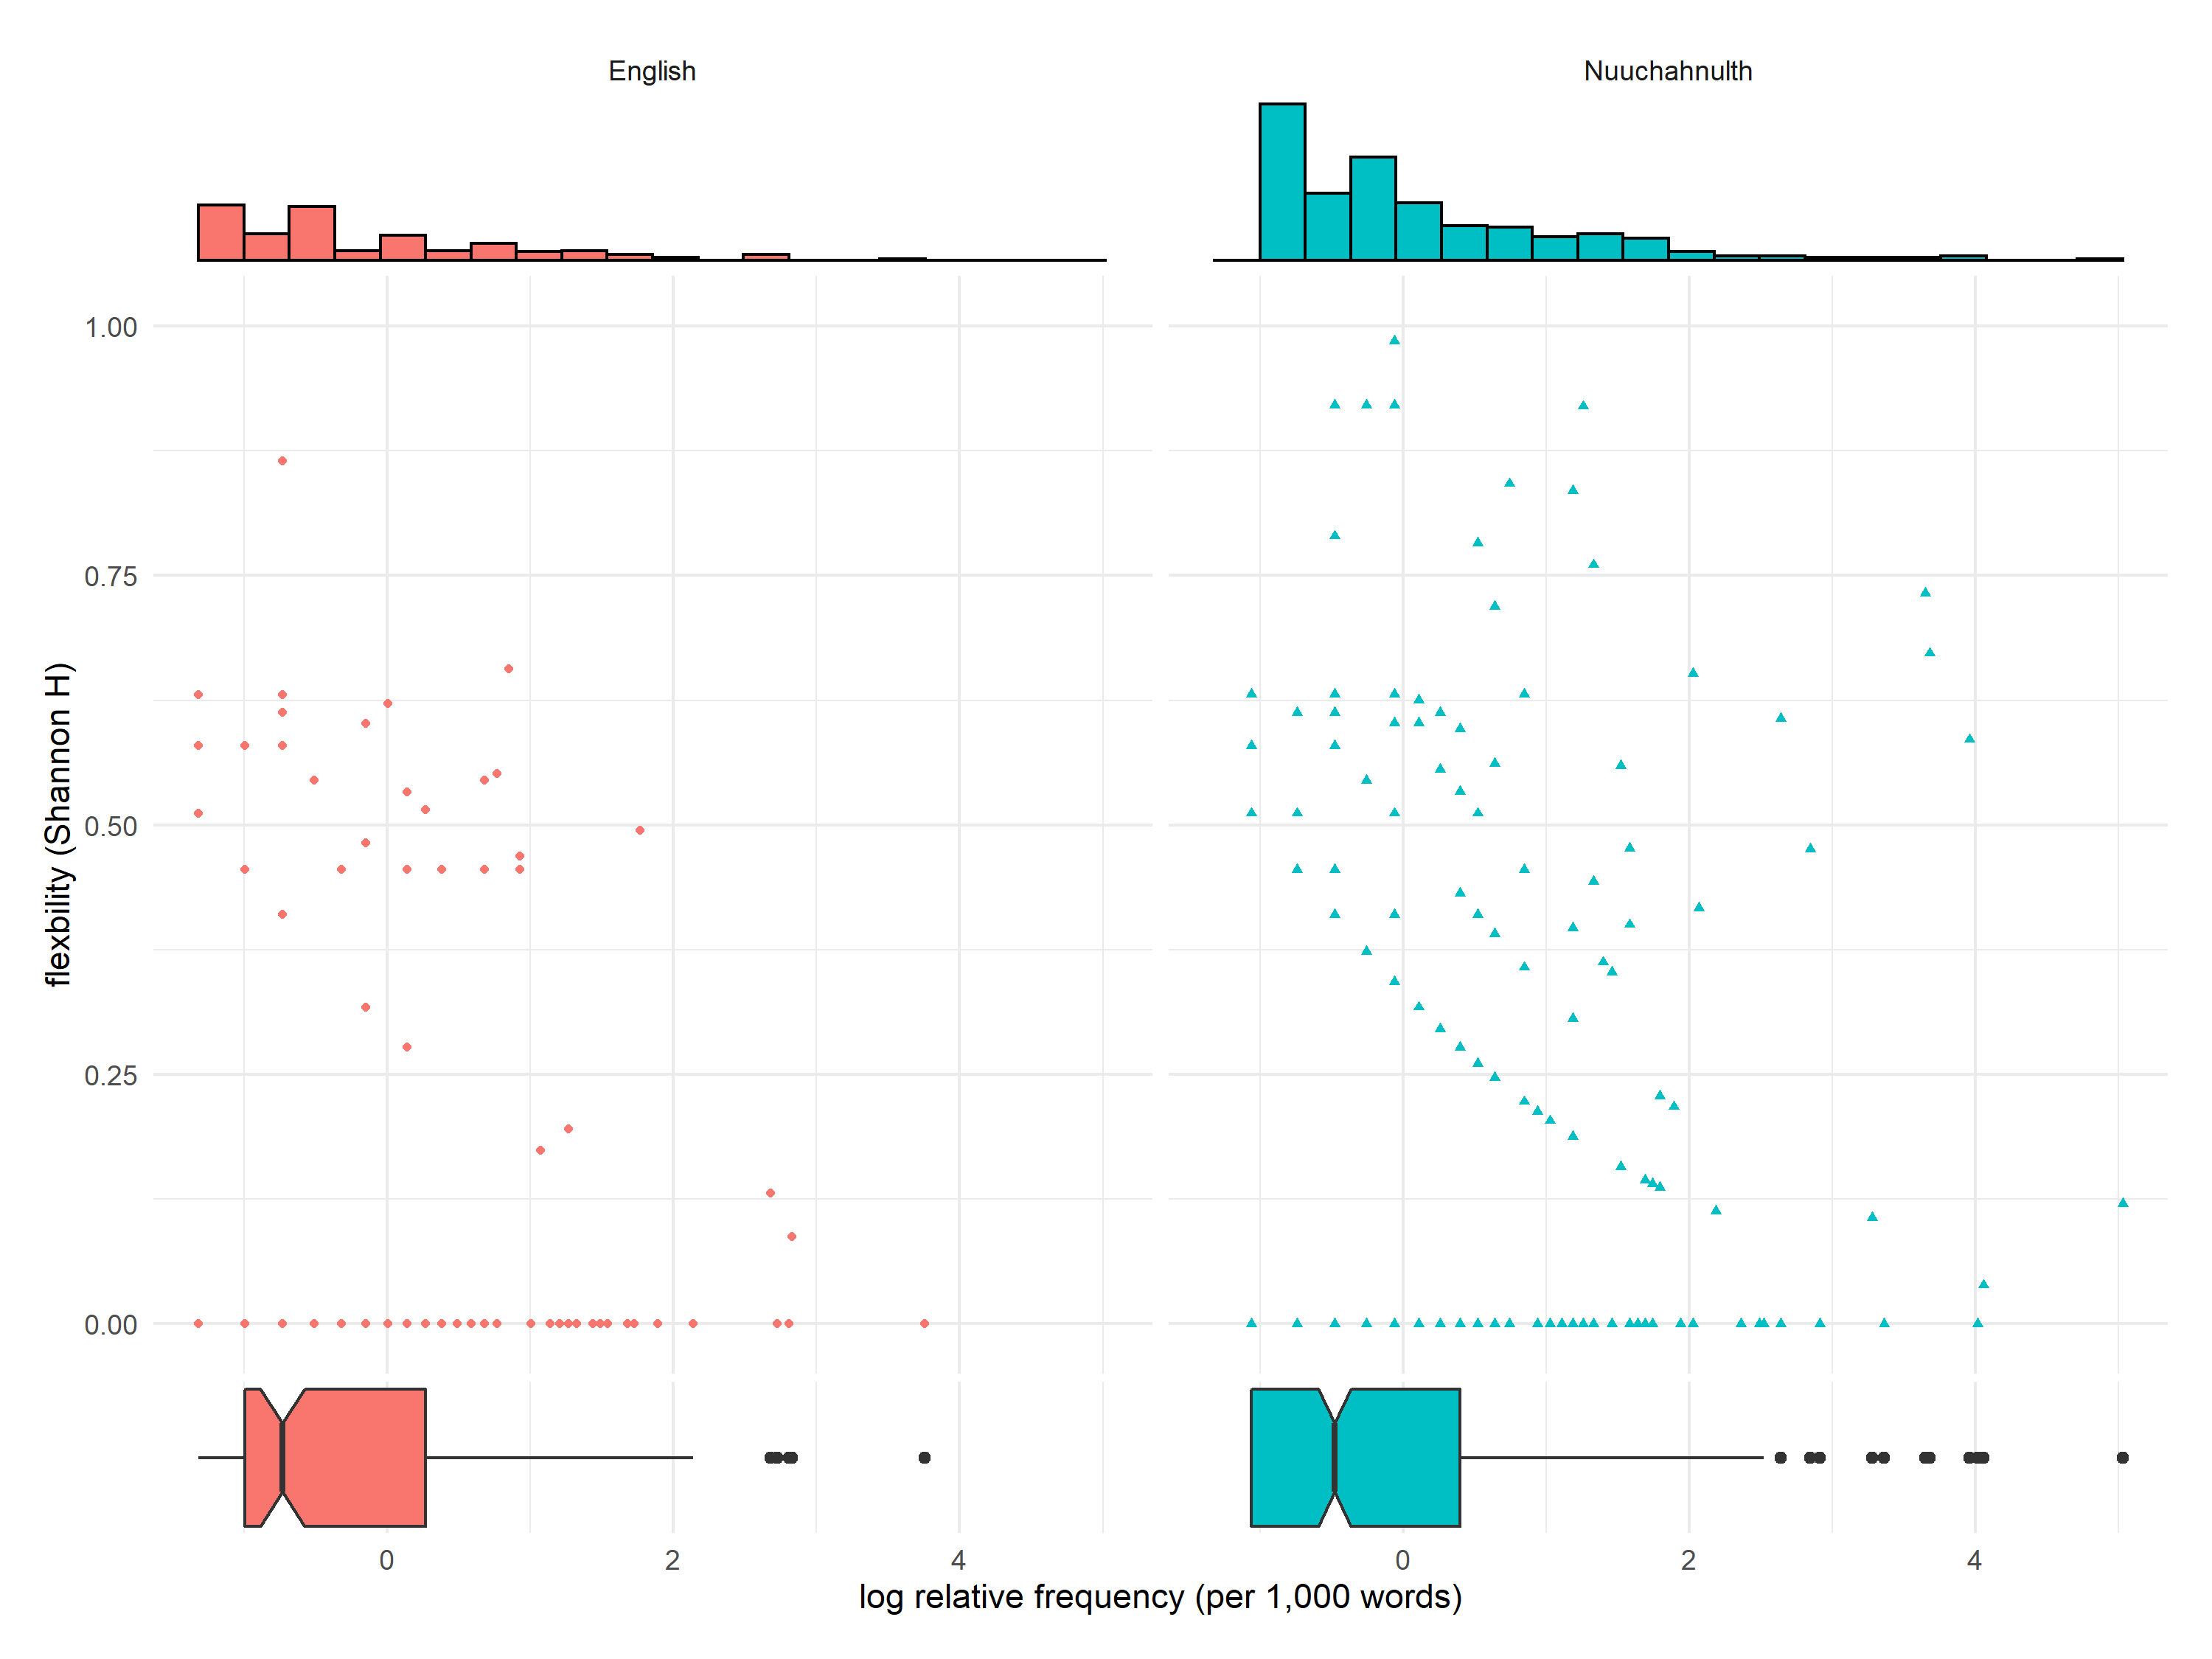 English
Nuuchahnulth
1.00
0.75
0.50
0.25
0.00
flexbility (Shannon H)
0 2 4 0 2 4
log relative frequency (per 1,000 words)